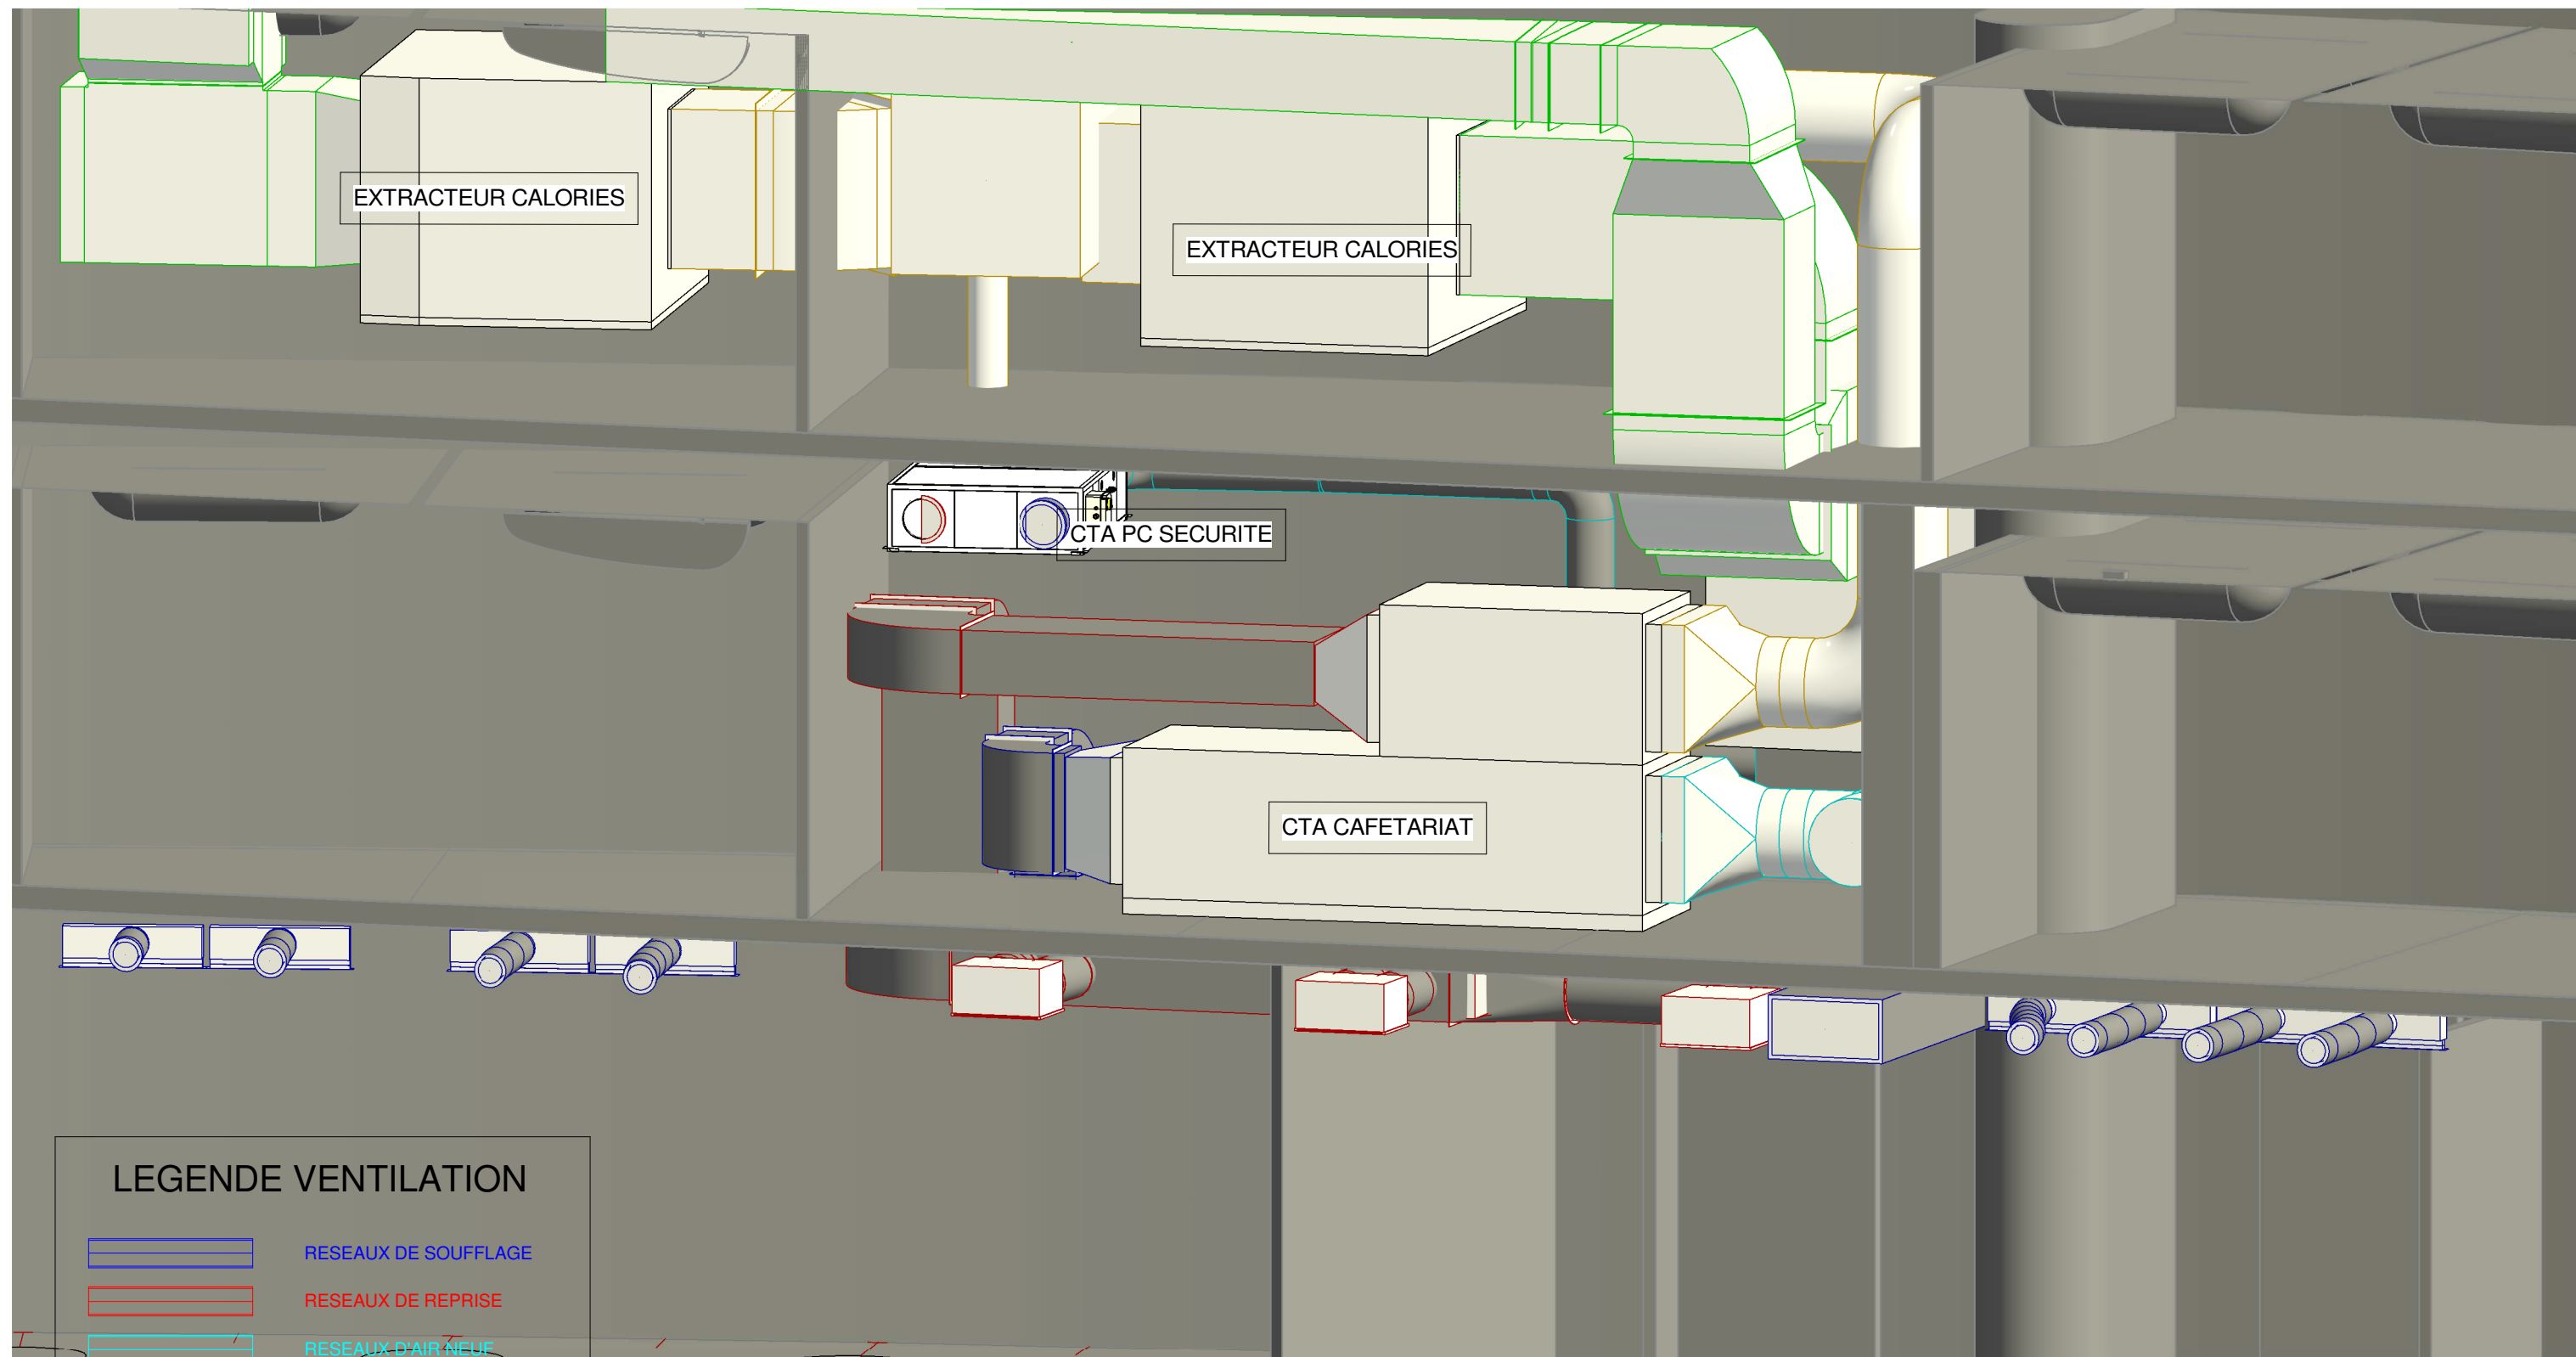 EXTRACTEUR CALORIES
EXTRACTEUR CALORIES
CTA PC SECURITE
CTA CAFETARIAT
LEGENDE VENTILATION
RESEAUX DE SOUFFLAGE
RESEAUX DE REPRISE
RESEAUX D'AIR NEUF